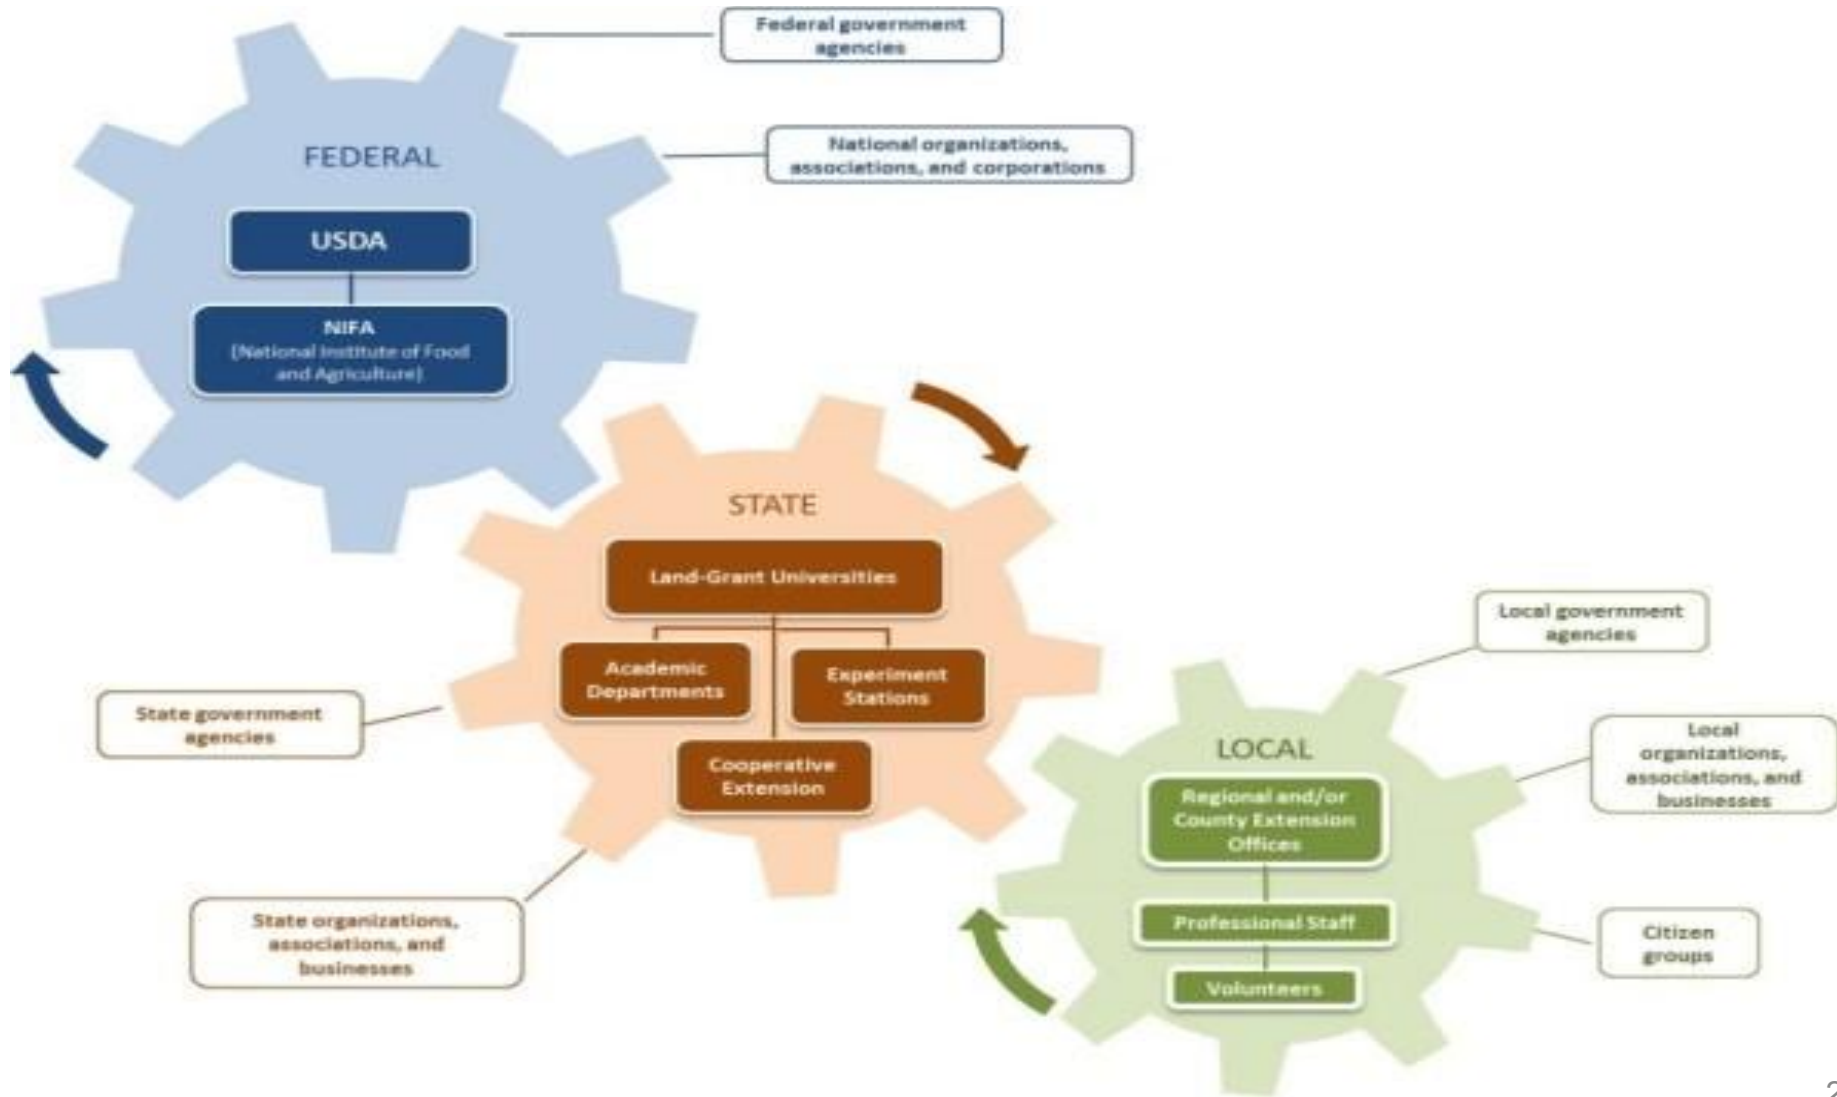 Federal government
agencies
National organizations,
associations, and corporations
FEDERAL
USDA
NIFA
(National Institute of Food
and Agriculture)
STATE
Land-Grant Universities
Academic
Departments
Experiment
Stations
Cooperative
Extension
State government
agencies
State organizations,
associations, and
businesses
Local government
agencies
Local
organizations,
associations, and
businesses
LOCAL
Regional and/or
County Extension
Offices
Professional Staff
Volunteers
Citizen
groups
2